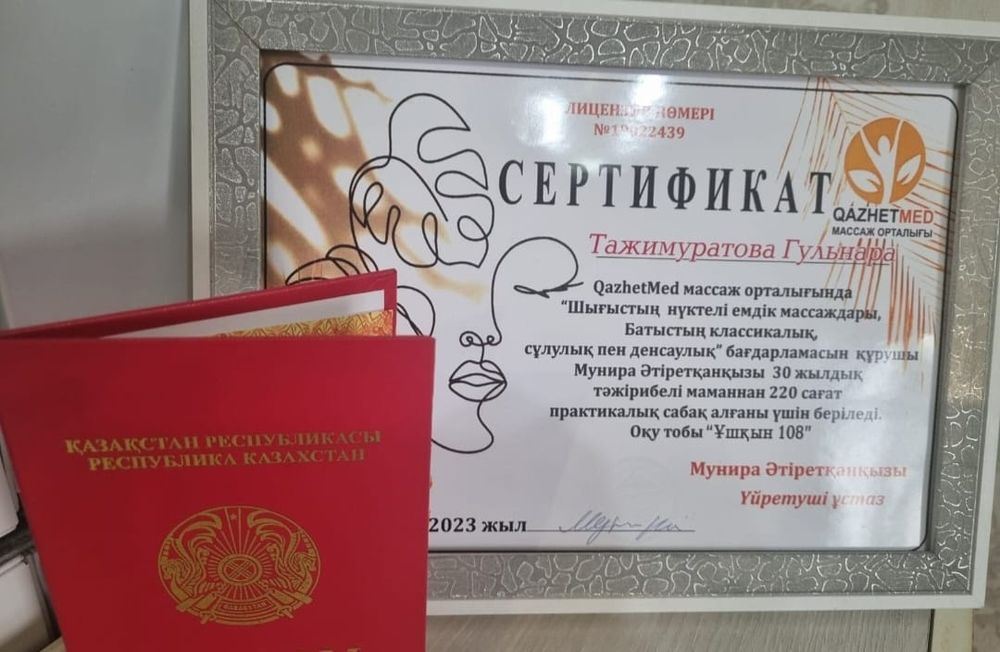 ЛИЦЕНЗИЯ НӨМЕРІ
СЕРТИФИКАТ
QAZHETMED
МАССАЖ ОРТАЛЫҒЫ
Тажимуратова Гульнара
QazhetMed массаж орталығында
“Шығыстың нүктелі емдік массаждары,
Батыстың классикалық,
сұлулық пен денсаулық” бағдарламасын құрушы
Мунира Әтіретқанқызы 30 жылдық
тәжірибелі маманнан 220 сағат
практикалық сабақ алғаны үшін беріледі.
Оқу тобы “Ұшқын 108”
Мунира Әтіретқанқызы
Үйретуші ұстаз
2023 жыл
ҚАЗАҚСТАН РЕСПУБЛИКАСЫ
РЕСПУБЛИКА КАЗАХСТАН